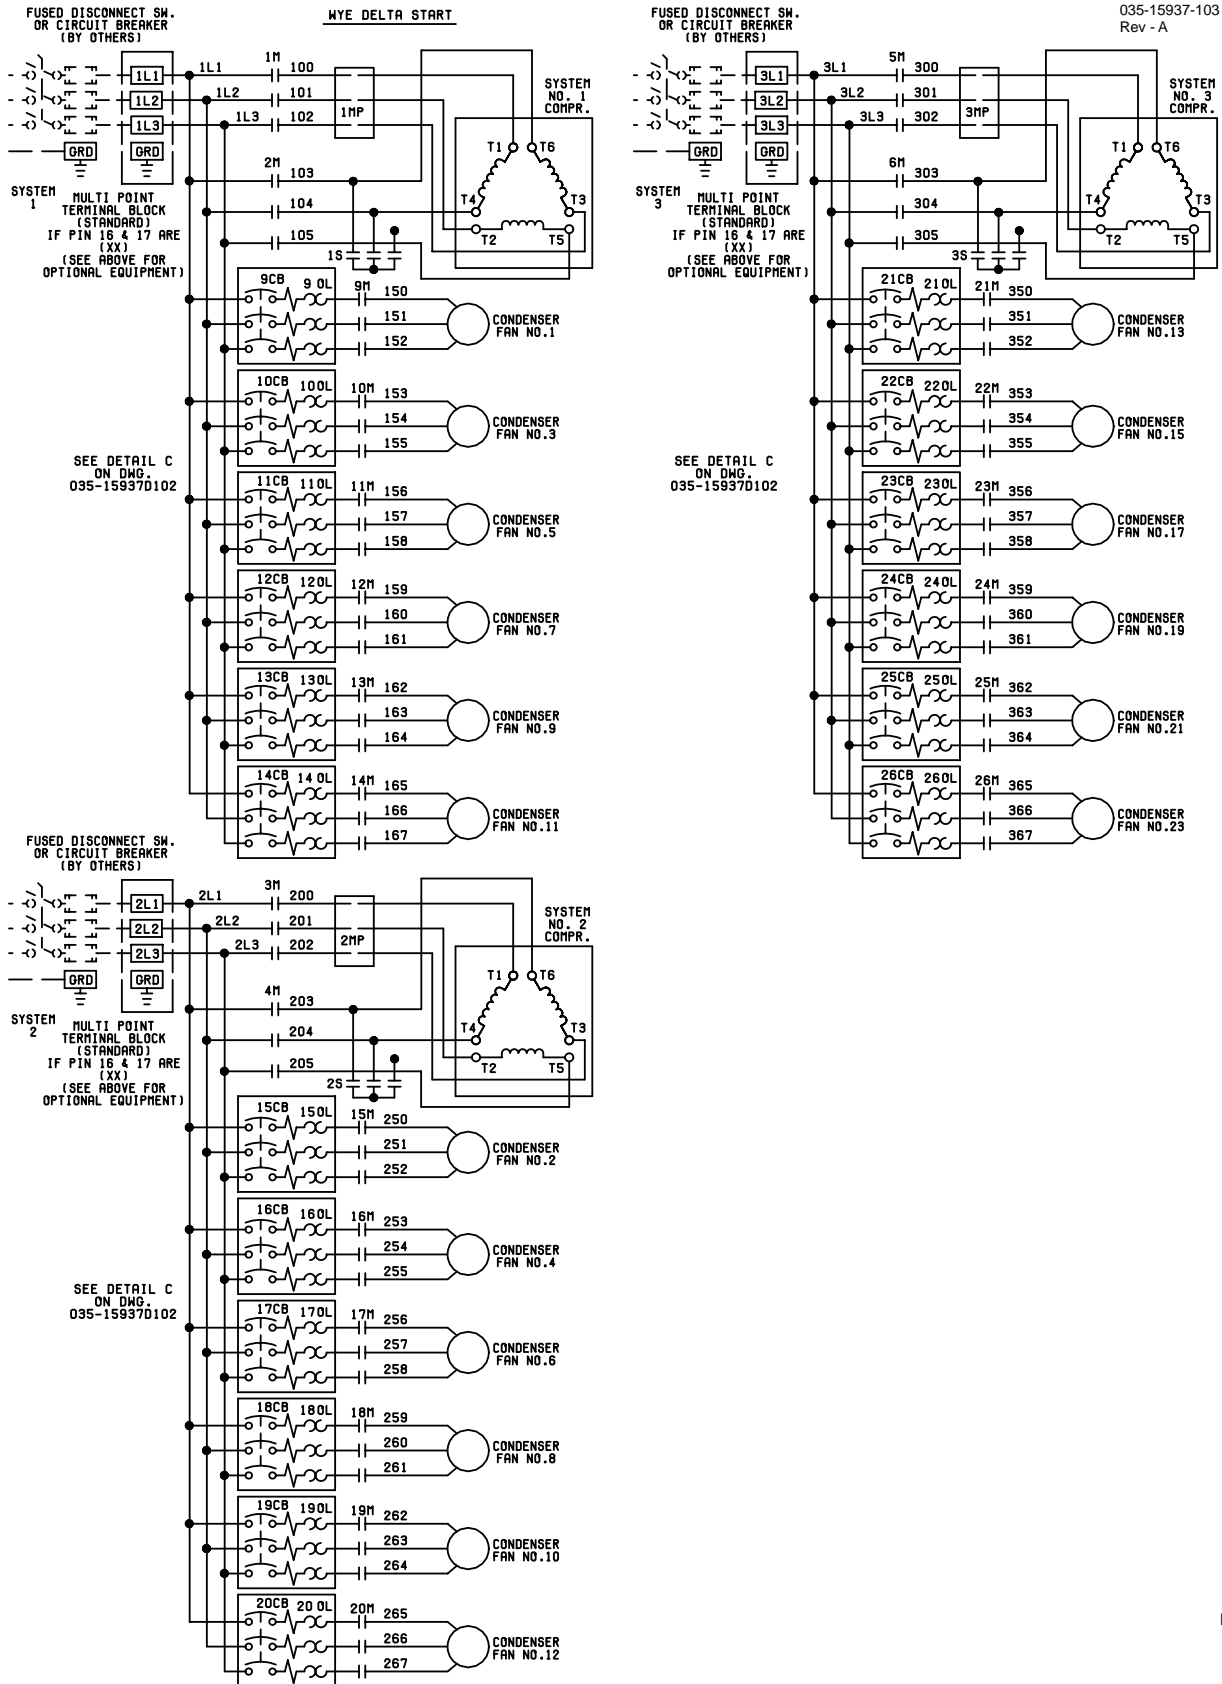 FUSED DISCONNECT SW.
OR CIRCUIT BREAKER
(BY OTHERS)
WYE DELTA START
1L1
1L2
1L3
GRD
GRD
1L1
1L2
1L3
1M
100
101
102
1MP
2M
103
104
105
1S
SYSTEM
NO. 1
COMPR.
T1
T6
T4
T3
T2
T5
SYSTEM
1
MULTI POINT
TERMINAL BLOCK
(STANDARD)
IF PIN 16 & 17 ARE
(XX)
(SEE ABOVE FOR
OPTIONAL EQUIPMENT)
9CB
9 OL
9M
150
151
152
CONDENSER
FAN NO.1
10CB
10OL
10M
153
154
155
CONDENSER
FAN NO.3
SEE DETAIL C
ON DWG.
035-15937D102
11CB
11OL
11M
156
157
158
CONDENSER
FAN NO.5
12CB
12OL
12M
159
160
161
CONDENSER
FAN NO.7
13CB
13OL
13M
162
163
164
CONDENSER
FAN NO.9
14CB
14 OL
14M
165
166
167
CONDENSER
FAN NO.11
FUSED DISCONNECT SW.
OR CIRCUIT BREAKER
(BY OTHERS)
2L1
2L2
2L3
GRD
GRD
2L1
2L2
2L3
3M
200
201
202
2MP
4M
203
204
205
2S
SYSTEM
NO. 2
COMPR.
T1
T6
T4
T3
T2
T5
SYSTEM
2
MULTI POINT
TERMINAL BLOCK
(STANDARD)
IF PIN 16 & 17 ARE
(XX)
(SEE ABOVE FOR
OPTIONAL EQUIPMENT)
15CB
15OL
15M
250
251
252
CONDENSER
FAN NO.2
16CB
16OL
16M
253
254
255
CONDENSER
FAN NO.4
SEE DETAIL C
ON DWG.
035-15937D102
17CB
17OL
17M
256
257
258
CONDENSER
FAN NO.6
18CB
18OL
18M
259
260
261
CONDENSER
FAN NO.8
19CB
19OL
19M
262
263
264
CONDENSER
FAN NO.10
20CB
20 OL
20M
265
266
267
CONDENSER
FAN NO.12
035-15937-103
Rev - A
FUSED DISCONNECT SW.
OR CIRCUIT BREAKER
(BY OTHERS)
3L1
3L2
3L3
GRD
GRD
3L1
3L2
3L3
5M
300
301
302
3MP
6M
303
304
305
3S
SYSTEM
NO. 3
COMPR.
T1
T6
T4
T3
T2
T5
SYSTEM
3
MULTI POINT
TERMINAL BLOCK
(STANDARD)
IF PIN 16 & 17 ARE
(XX)
(SEE ABOVE FOR
OPTIONAL EQUIPMENT)
21CB
21OL
21M
350
351
352
CONDENSER
FAN NO.13
22CB
22OL
22M
353
354
355
CONDENSER
FAN NO.15
SEE DETAIL C
ON DWG.
035-15937D102
23CB
23OL
23M
356
357
358
CONDENSER
FAN NO.17
24CB
24OL
24M
359
360
361
CONDENSER
FAN NO.19
25CB
25OL
25M
362
363
364
CONDENSER
FAN NO.21
26CB
26OL
26M
365
366
367
CONDENSER
FAN NO.23